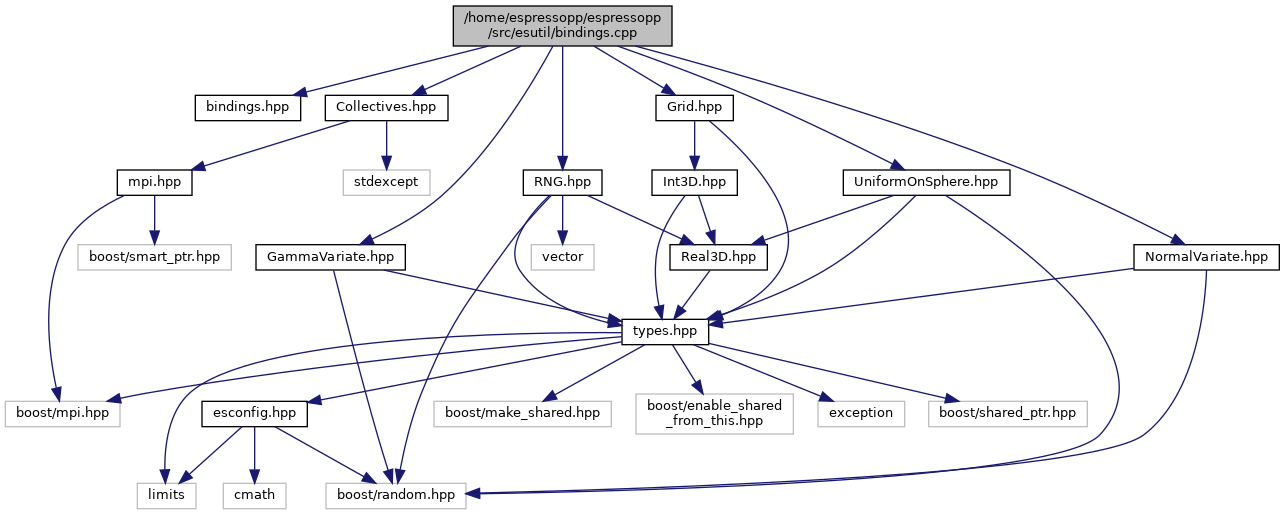 /home/espressopp/espressopp
/src/esutil/bindings.cpp
bindings.hpp
Collectives.hpp
Grid.hpp
mpi.hpp
stdexcept
RNG.hpp
Int3D.hpp
UniformOnSphere.hpp
boost/smart_ptr.hpp
GammaVariate.hpp
vector
Real3D.hpp
NormalVariate.hpp
types.hpp
boost/mpi.hpp
esconfig.hpp
boost/make_shared.hpp
boost/enable_shared
_from_this.hpp
exception
boost/shared_ptr.hpp
limits
cmath
boost/random.hpp